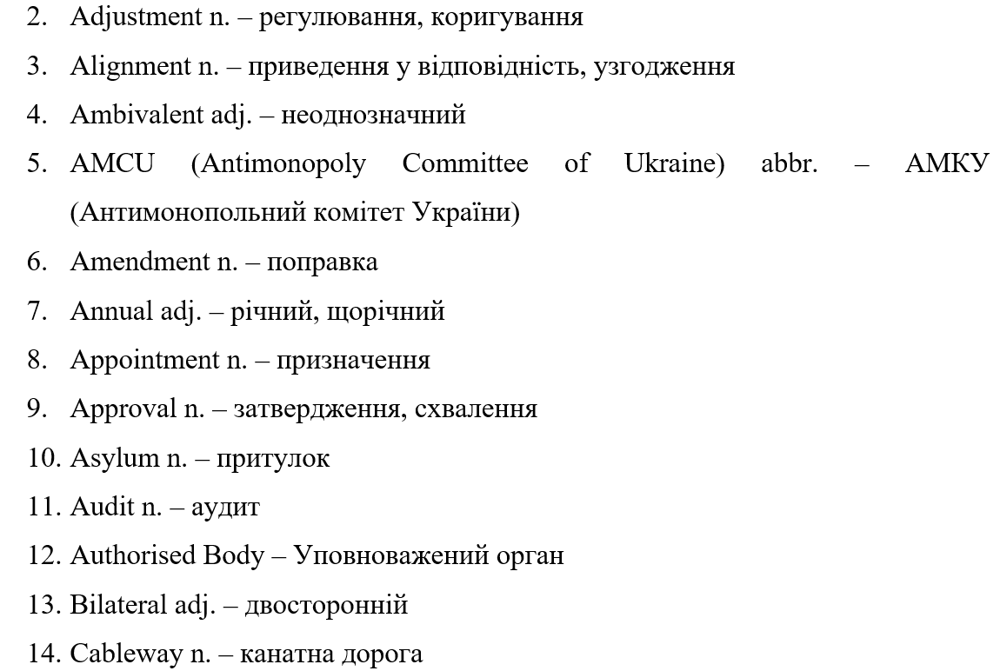 2. Adjustment n. – регулювання, коригування
3. Alignment n. – приведення у відповідність, узгодження
4. Ambivalent adj. – неоднозначний
5. AMCU (Antimonopoly Committee of Ukraine) abbr. – АМКУ
(Антимонопольний комітет України)
6. Amendment n. – поправка
7. Annual adj. – річний, щорічний
8. Appointment n. – призначення
9. Approval n. – затвердження, схвалення
10. Asylum n. – притулок
11. Audit n. – аудит
12. Authorised Body – Уповноважений орган
13. Bilateral adj. – двосторонній
14. Cableway n. – канатна дорога